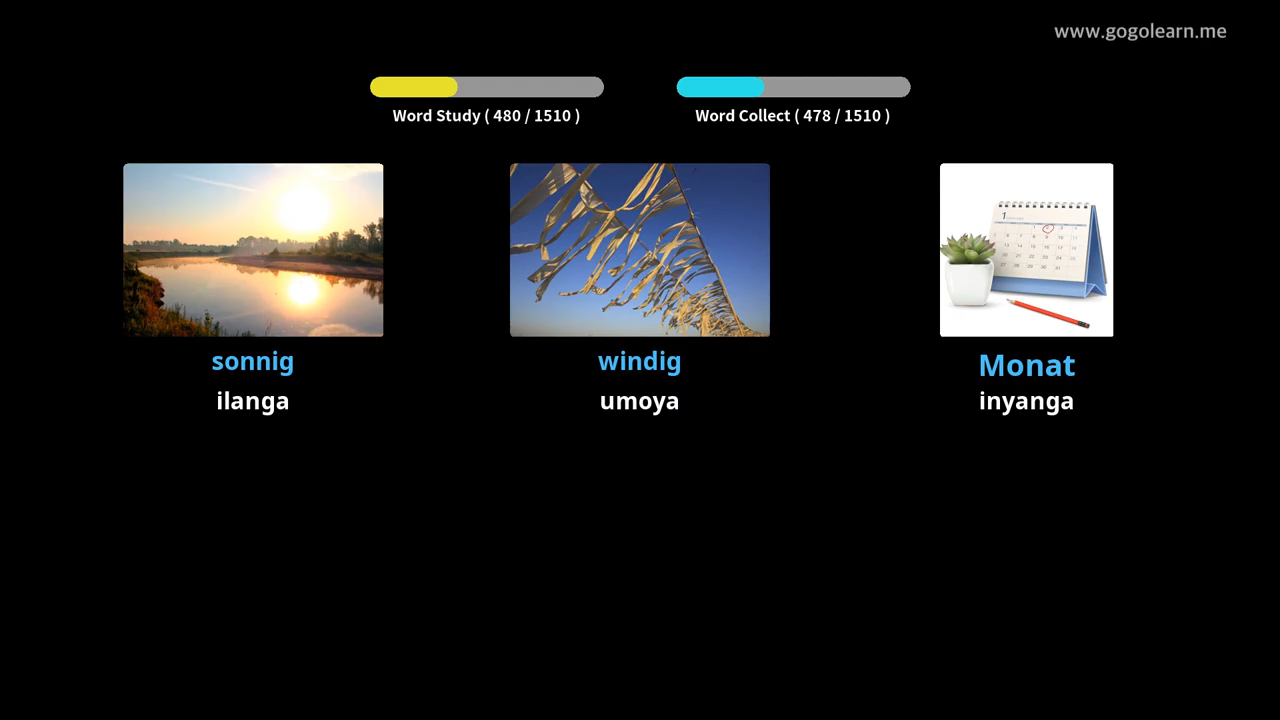 www.gogolearn.me
Word Study ( 480 / 1510 )
Word Collect ( 478 / 1510 )
sonnig
ilanga
windig
umoya
Monat
inyanga